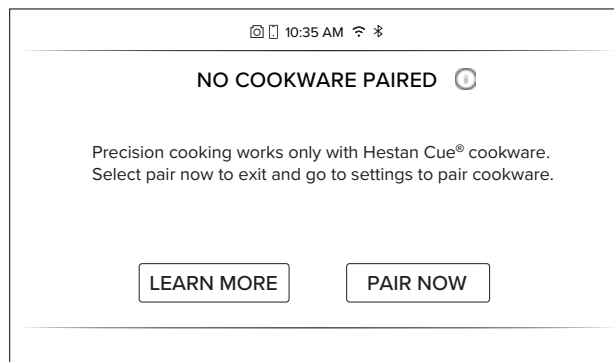 10:35 AM
NO COOKWARE PAIRED
Precision cooking works only with Hestan Cue® cookware.
Select pair now to exit and go to settings to pair cookware.
LEARN MORE PAIR NOW